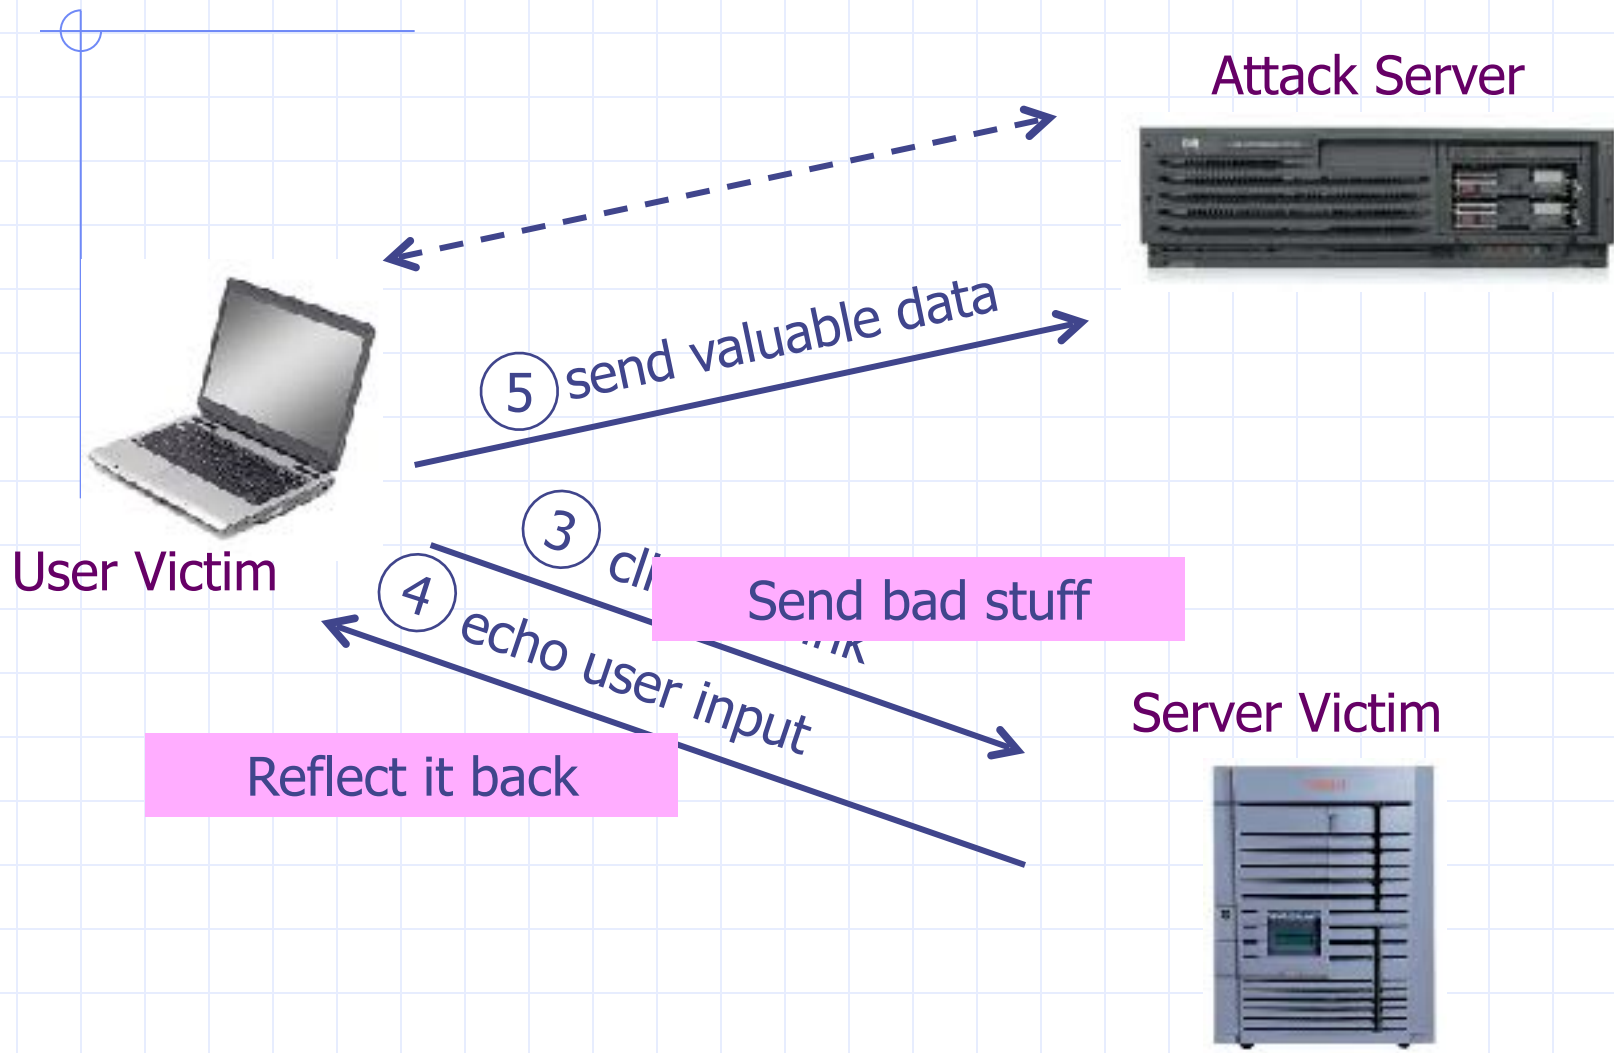 Attack Server
5 send valuable data
User Victim
3
Send bad stuff
4 echo user input
Server Victim
Reflect it back